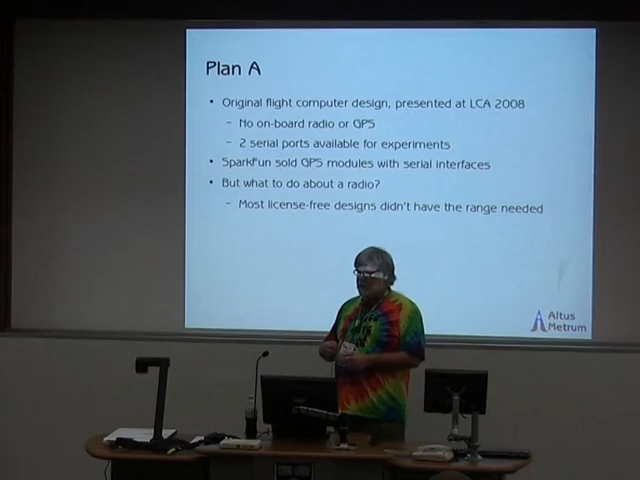 Plan A
• Original flight computer design, presented at LCA 2008
– No on-board radio or GPS
– 2 serial ports available for experiments
• SparkFun sold GPS modules with serial interfaces
• But what to do about a radio?
– Most license-free designs didn't have the range needed
Altus
Metrum